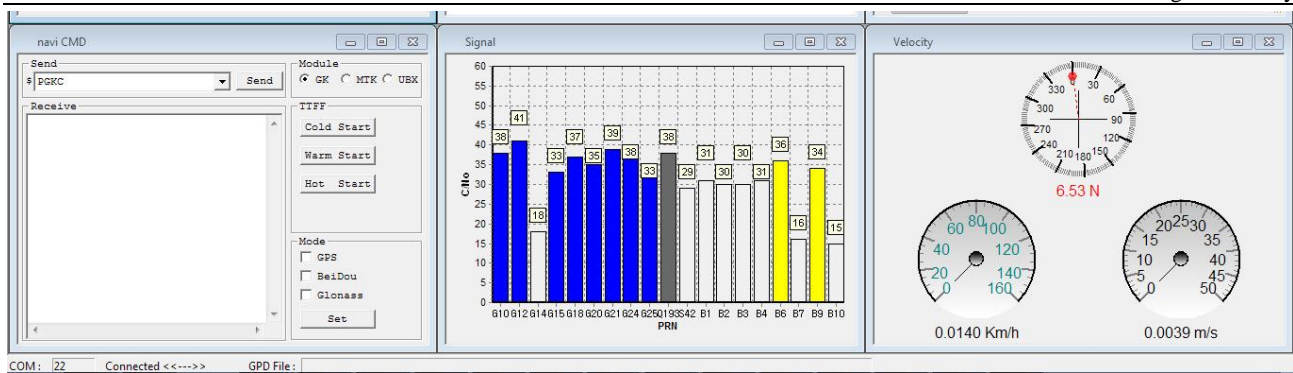 navi CMD
Send
$ PGKC
Send
Module
GK MTK UBX
Receive
TTFF
Cold Start
Warm Start
Hot Start
Mode
GPS
BeiDou
Glonass
Set
Signal
C/No
60
55
50
45
40
35
30
25
20
15
10
5
0
38 41 18 33 37 35 39 38 33 38 29 31 30 30 31 36 16 34 15
G10 G12 G14 G15 G18 G20 G21 G24 G25 Q193 S42 B1 B2 B3 B4 B6 B7 B9 B10
PRN
Velocity
330 30
300 60
270 90
240 120
210 180 150
6.53 N
0 20 40 60 80 100 120 140 160
0 5 10 15 20 25 30 35 40 45 50
0.0140 Km/h
0.0039 m/s
COM : 22 Connected <<--->> GPD File :